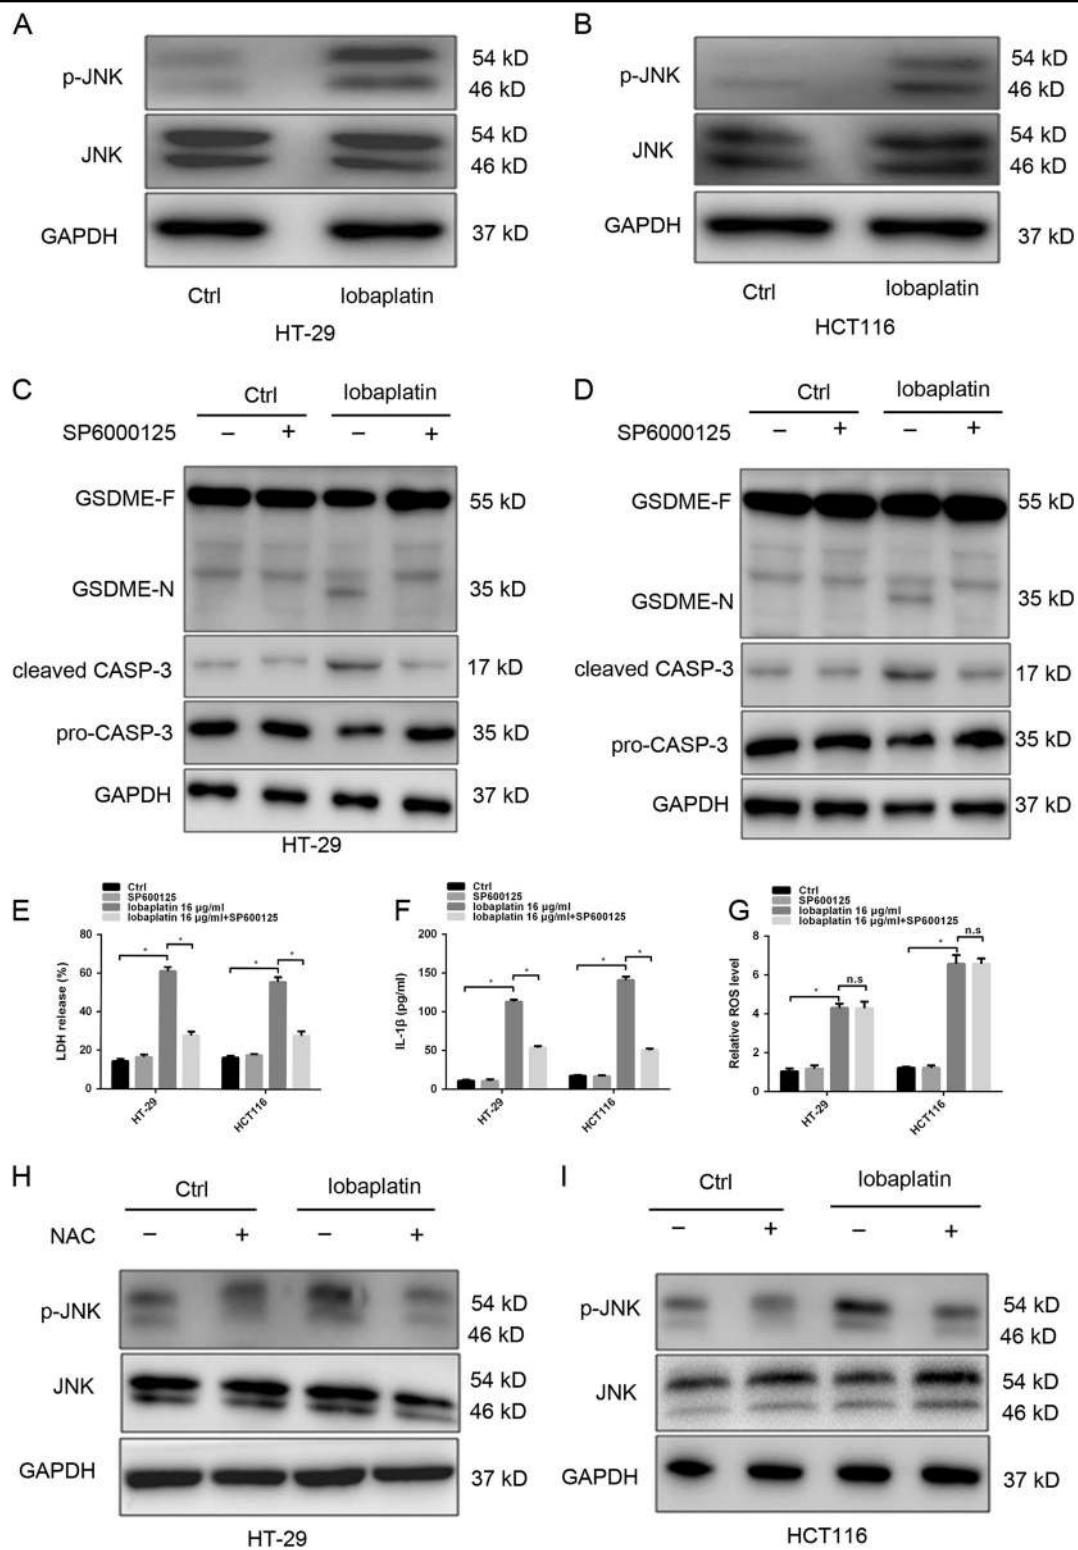 A
p-JNK
54 kD
46 kD
JNK
54 kD
46 kD
GAPDH
37 kD
Ctrl lobaplatin
HT-29
B
p-JNK
54 kD
46 kD
JNK
54 kD
46 kD
GAPDH
37 kD
Ctrl lobaplatin
HCT116
C
Ctrl lobaplatin
SP6000125 – + – +
GSDME-F 55 kD
GSDME-N 35 kD
cleaved CASP-3 17 kD
pro-CASP-3 35 kD
GAPDH 37 kD
HT-29
D
Ctrl lobaplatin
SP6000125 – + – +
GSDME-F 55 kD
GSDME-N 35 kD
cleaved CASP-3 17 kD
pro-CASP-3 35 kD
GAPDH 37 kD
E
Ctrl
SP600125
lobaplatin 16 µg/ml
lobaplatin 16 µg/ml+SP600125
LDH release (%)
80
60
40
20
0
* * * *
HT-29
HCT116
F
Ctrl
SP600125
lobaplatin 16 µg/ml
lobaplatin 16 µg/ml+SP600125
IL-1β (pg/ml)
200
150
100
50
0
* * * *
HT-29
HCT116
G
Ctrl
SP600125
lobaplatin 16 µg/ml
lobaplatin 16 µg/ml+SP600125
Relative ROS level
8
6
4
2
0
* n.s * n.s
HT-29
HCT116
H
Ctrl lobaplatin
NAC – + – +
p-JNK
54 kD
46 kD
JNK
54 kD
46 kD
GAPDH
37 kD
HT-29
I
Ctrl lobaplatin
– + – +
p-JNK
54 kD
46 kD
JNK
54 kD
46 kD
GAPDH
37 kD
HCT116